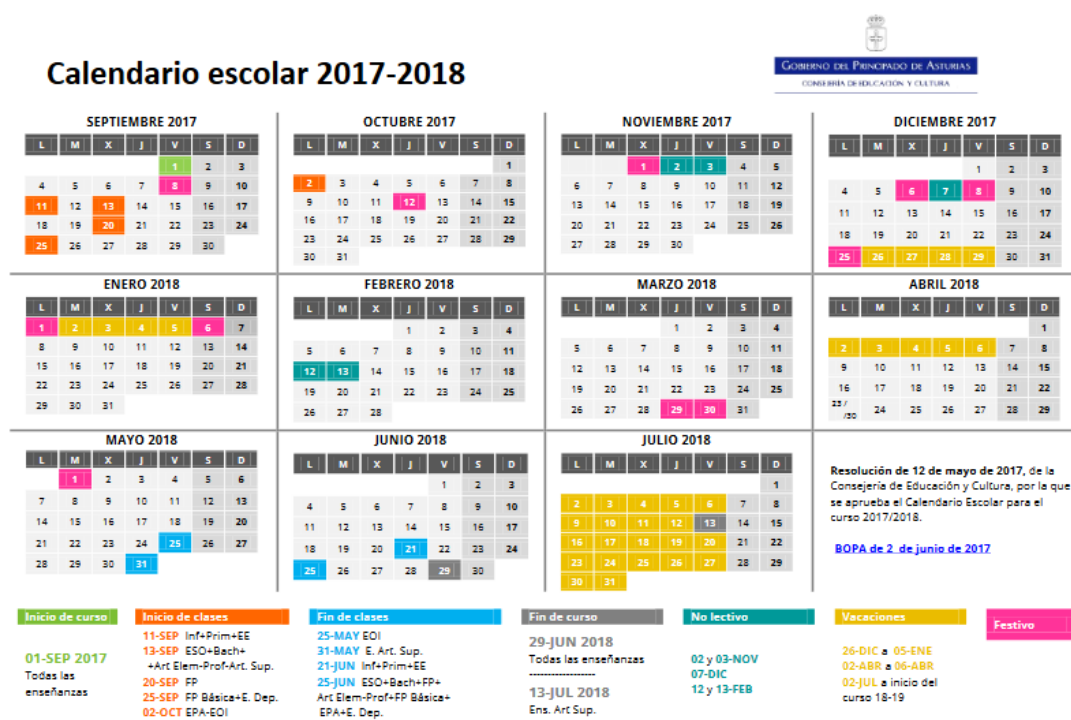 Calendario escolar 2017-2018
GOBIERNO DEL PRINCIPADO DE ASTURIAS
CONSEJERÍA DE EDUCACIÓN Y CULTURA
SEPTIEMBRE 2017
L M X J V S D
1 2 3
4 5 6 7 8 9 10
11 12 13 14 15 16 17
18 19 20 21 22 23 24
25 26 27 28 29 30
OCTUBRE 2017
L M X J V S D
1
2 3 4 5 6 7 8
9 10 11 12 13 14 15
16 17 18 19 20 21 22
23 24 25 26 27 28 29
30 31
NOVIEMBRE 2017
L M X J V S D
1 2 3 4 5
6 7 8 9 10 11 12
13 14 15 16 17 18 19
20 21 22 23 24 25 26
27 28 29 30
DICIEMBRE 2017
L M X J V S D
1 2 3
4 5 6 7 8 9 10
11 12 13 14 15 16 17
18 19 20 21 22 23 24
25 26 27 28 29 30 31
ENERO 2018
L M X J V S D
1 2 3 4 5 6 7
8 9 10 11 12 13 14
15 16 17 18 19 20 21
22 23 24 25 26 27 28
29 30 31
FEBRERO 2018
L M X J V S D
1 2 3 4
5 6 7 8 9 10 11
12 13 14 15 16 17 18
19 20 21 22 23 24 25
26 27 28
MARZO 2018
L M X J V S D
1 2 3 4
5 6 7 8 9 10 11
12 13 14 15 16 17 18
19 20 21 22 23 24 25
26 27 28 29 30 31
ABRIL 2018
L M X J V S D
1
2 3 4 5 6 7 8
9 10 11 12 13 14 15
16 17 18 19 20 21 22
23 / /30 24 25 26 27 28 29
MAYO 2018
L M X J V S D
1 2 3 4 5 6
7 8 9 10 11 12 13
14 15 16 17 18 19 20
21 22 23 24 25 26 27
28 29 30 31
JUNIO 2018
L M X J V S D
1 2 3
4 5 6 7 8 9 10
11 12 13 14 15 16 17
18 19 20 21 22 23 24
25 26 27 28 29 30
JULIO 2018
L M X J V S D
1
2 3 4 5 6 7 8
9 10 11 12 13 14 15
16 17 18 19 20 21 22
23 24 25 26 27 28 29
30 31
Resolución de 12 de mayo de 2017, de la
Consejería de Educación y Cultura, por la que
se aprueba el Calendario Escolar para el
curso 2017/2018.
BOPA de 2 de junio de 2017
Inicio de curso
01-SEP 2017
Todas las
enseñanzas
Inicio de clases
11-SEP Inf+Prim+EE
13-SEP ESO+Bach+
+Art Elem-Prof-Art. Sup.
20-SEP FP
25-SEP FP Básica+E. Dep.
02-OCT EPA-EOI
Fin de clases
25-MAY EOI
31-MAY E. Art. Sup.
21-JUN Inf+Prim+EE
25-JUN ESO+Bach+FP+
Art Elem-Prof+FP Básica+
EPA+E. Dep.
Fin de curso
29-JUN 2018
Todas las enseñanzas
------------------
13-JUL 2018
Ens. Art Sup.
No lectivo
02 y 03-NOV
07-DIC
12 y 13-FEB
Vacaciones
26-DIC a 05-ENE
02-ABR a 06-ABR
02-JUL a inicio del
curso 18-19
Festivo